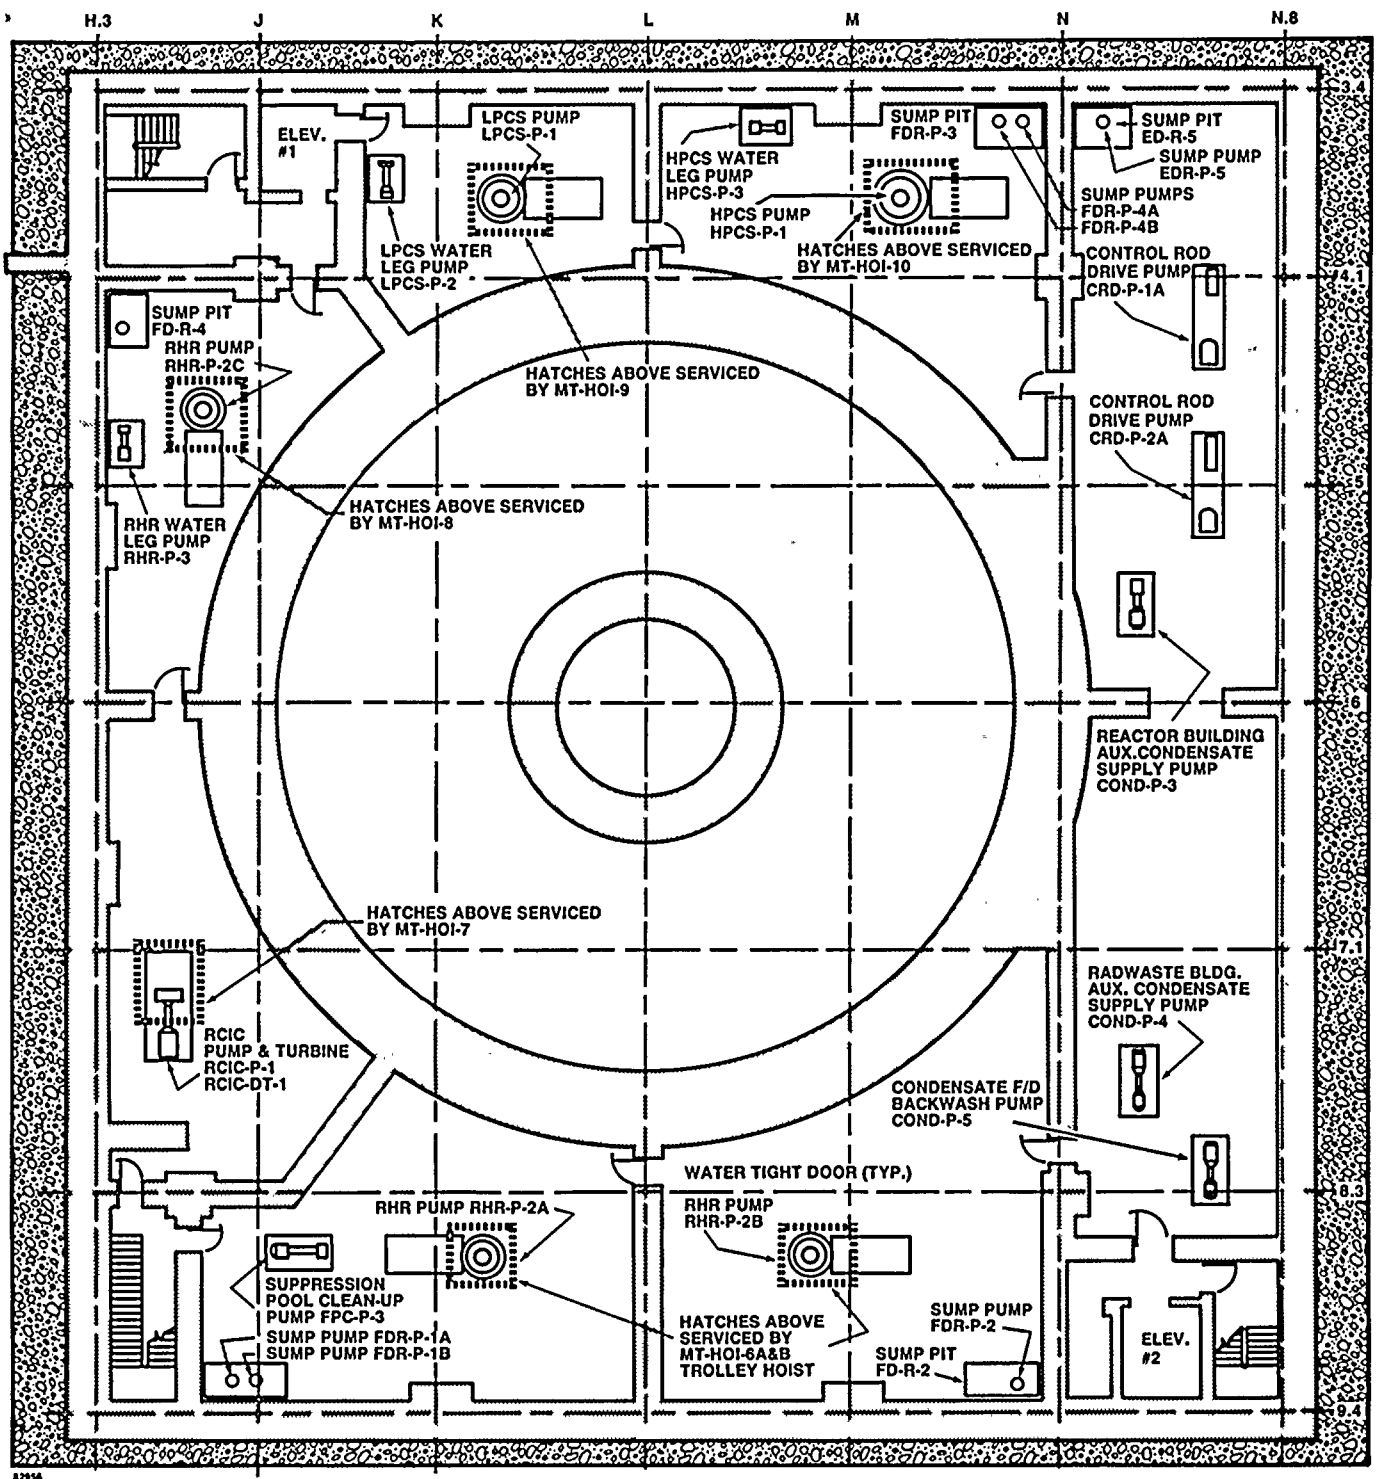 H.3 J K L M N N.8
3.4
ELEV.
#1
LPCS PUMP
LPCS-P-1
HPCS WATER
LEG PUMP
HPCS-P-3
SUMP PIT
FDR-P-3
SUMP PIT
ED-R-5
SUMP PUMP
EDR-P-5
HPCS PUMP
HPCS-P-1
SUMP PUMPS
FDR-P-4A
FDR-P-4B
LPCS WATER
LEG PUMP
LPCS-P-2
HATCHES ABOVE SERVICED
BY MT-HOI-10
CONTROL ROD
DRIVE PUMP
CRD-P-1A
4.1
SUMP PIT
FD-R-4
RHR PUMP
RHR-P-2C
HATCHES ABOVE SERVICED
BY MT-HOI-9
CONTROL ROD
DRIVE PUMP
CRD-P-2A
5
HATCHES ABOVE SERVICED
BY MT-HOI-8
RHR WATER
LEG PUMP
RHR-P-3
6
REACTOR BUILDING
AUX.CONDENSATE
SUPPLY PUMP
COND-P-3
HATCHES ABOVE SERVICED
BY MT-HOI-7
7.1
RADWASTE BLDG.
AUX. CONDENSATE
SUPPLY PUMP
COND-P-4
RCIC
PUMP & TURBINE
RCIC-P-1
RCIC-DT-1
CONDENSATE F/D
BACKWASH PUMP
COND-P-5
WATER TIGHT DOOR (TYP.)
8.3
RHR PUMP RHR-P-2A
RHR PUMP
RHR-P-2B
SUPPRESSION
POOL CLEAN-UP
PUMP FPC-P-3
SUMP PUMP FDR-P-1A
SUMP PUMP FDR-P-1B
HATCHES ABOVE
SERVICED BY
MT-HOI-6A&B
TROLLEY HOIST
SUMP PUMP
FDR-P-2
SUMP PIT
FD-R-2
ELEV.
#2
9.4